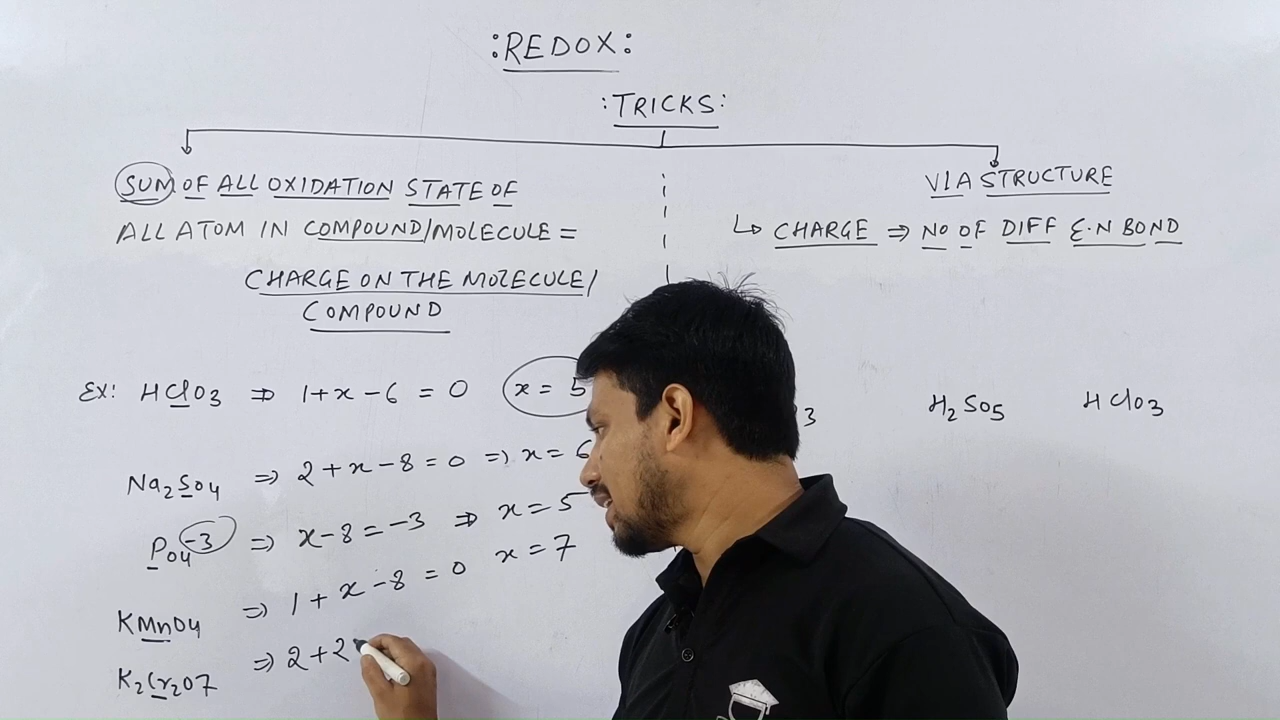 :REDOX:
:TRICKS:
SUM OF ALL OXIDATION STATE OF
ALL ATOM IN COMPOUND/MOLECULE =
CHARGE ON THE MOLECULE/
COMPOUND
VIA STRUCTURE
↳ CHARGE ⇒ NO OF DIFF E.N BOND
EX: HClO3 ⇒ 1+x-6 = 0 x = 5
Na2SO4 ⇒ 2+x-8=0 ⇒ x=6
PO4-3 ⇒ x-8=-3 ⇒ x=5
KMnO4 ⇒ 1+x-8=0 x=7
K2Cr2O7 ⇒ 2+2
3 H2SO5 HClO3